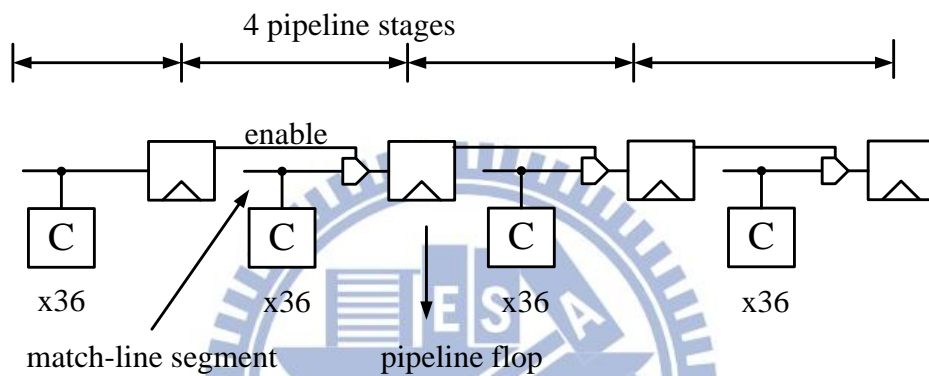 4 pipeline stages
enable
C C C C
x36 x36 x36 x36
match-line segment pipeline flop
E S A